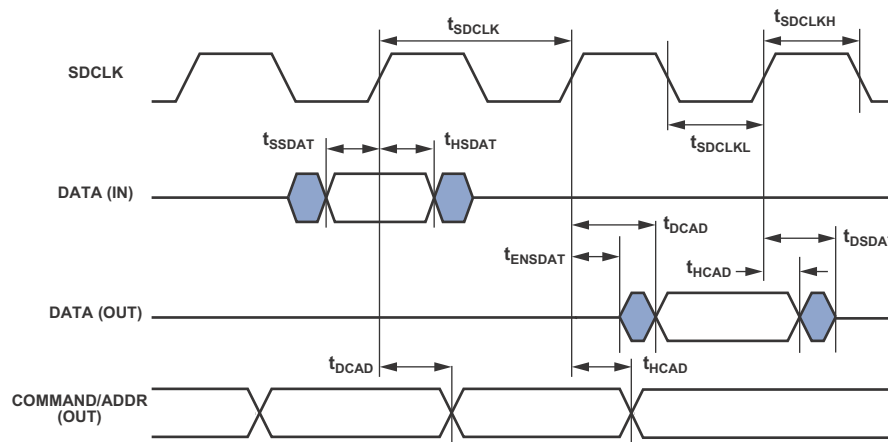 tSDCLK
tSDCLKH
SDCLK
tSSDAT
tHSDAT
tSDCLKL
DATA (IN)
tDCAD
tDSDAT
tENSDAT
tHCAD
DATA (OUT)
tDCAD
tHCAD
COMMAND/ADDR
(OUT)